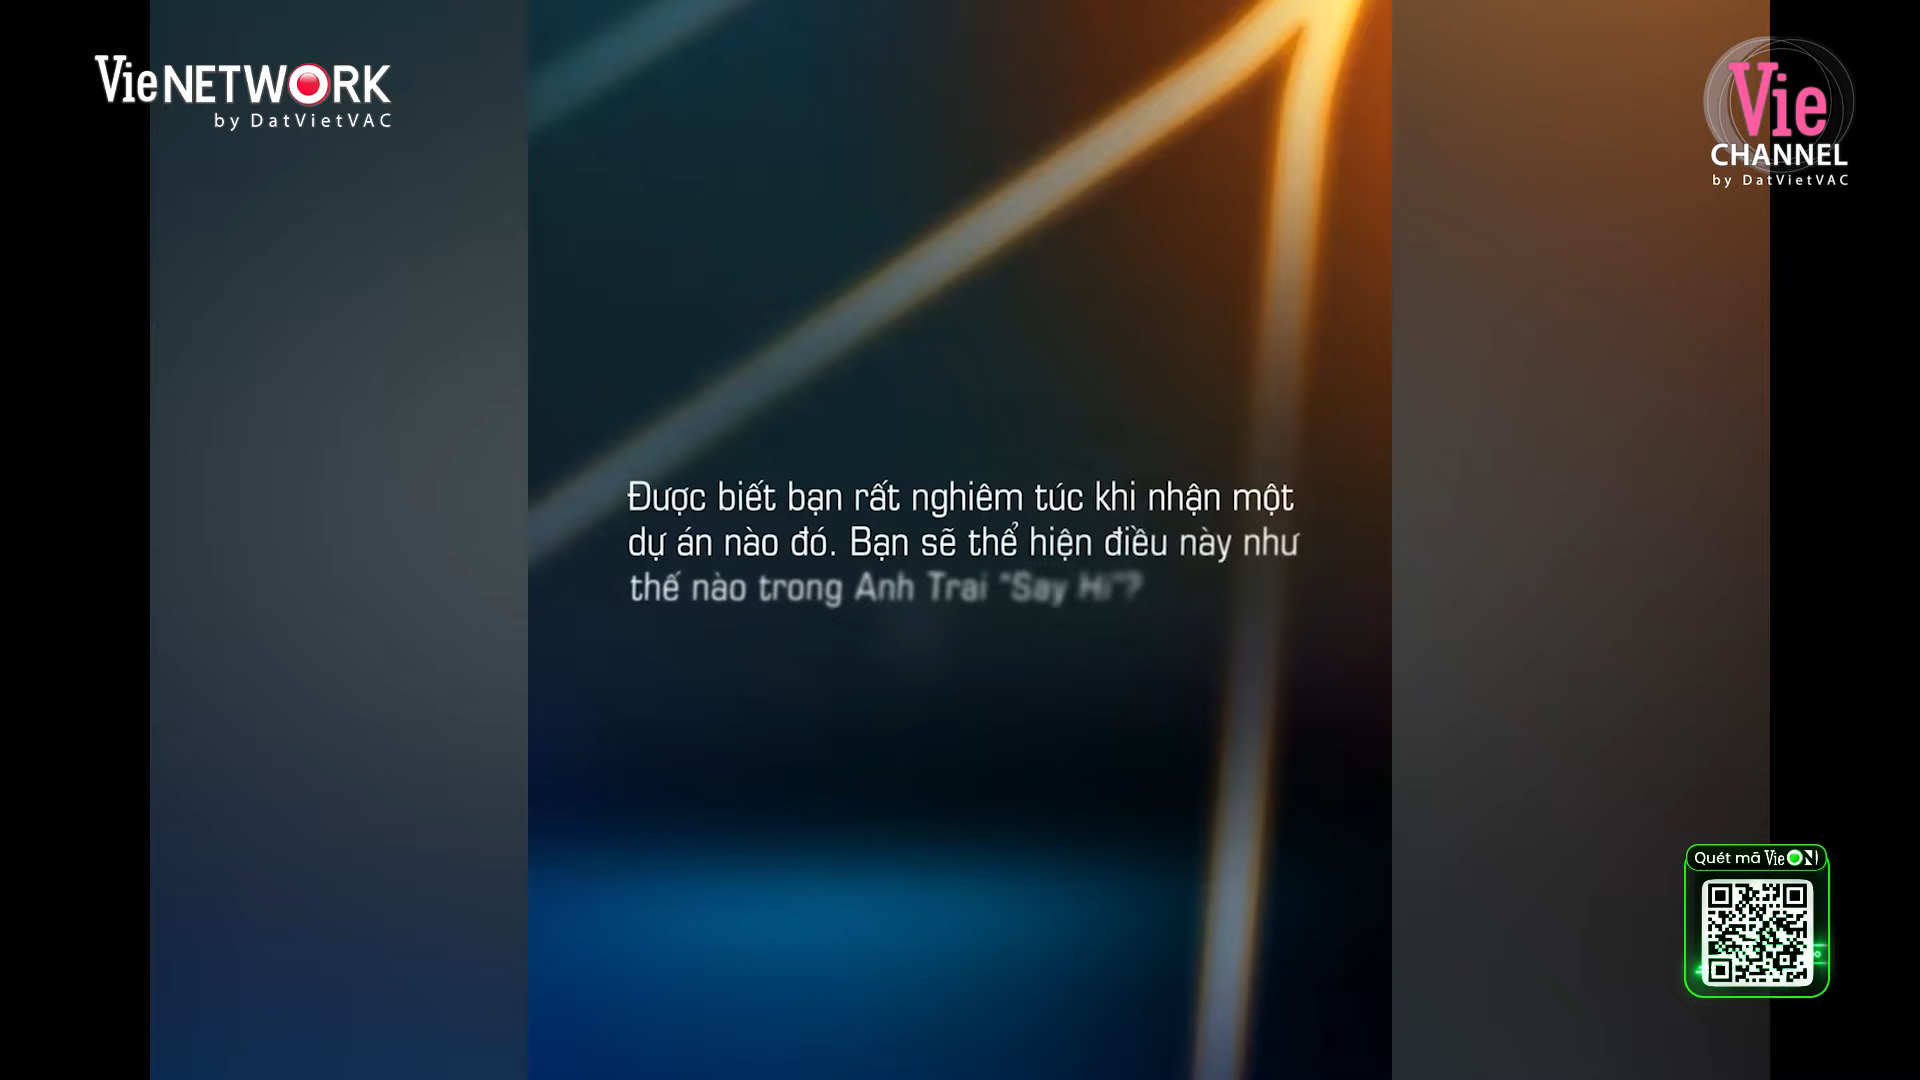 VieNETWORK
by DatVietVAC
Vie
CHANNEL
by DatVietVAC
Được biết bạn rất nghiêm túc khi nhận một
dự án nào đó. Bạn sẽ thể hiện điều này như
thế nào trong Anh Trai "Say Hi"?
Quét mã VieON